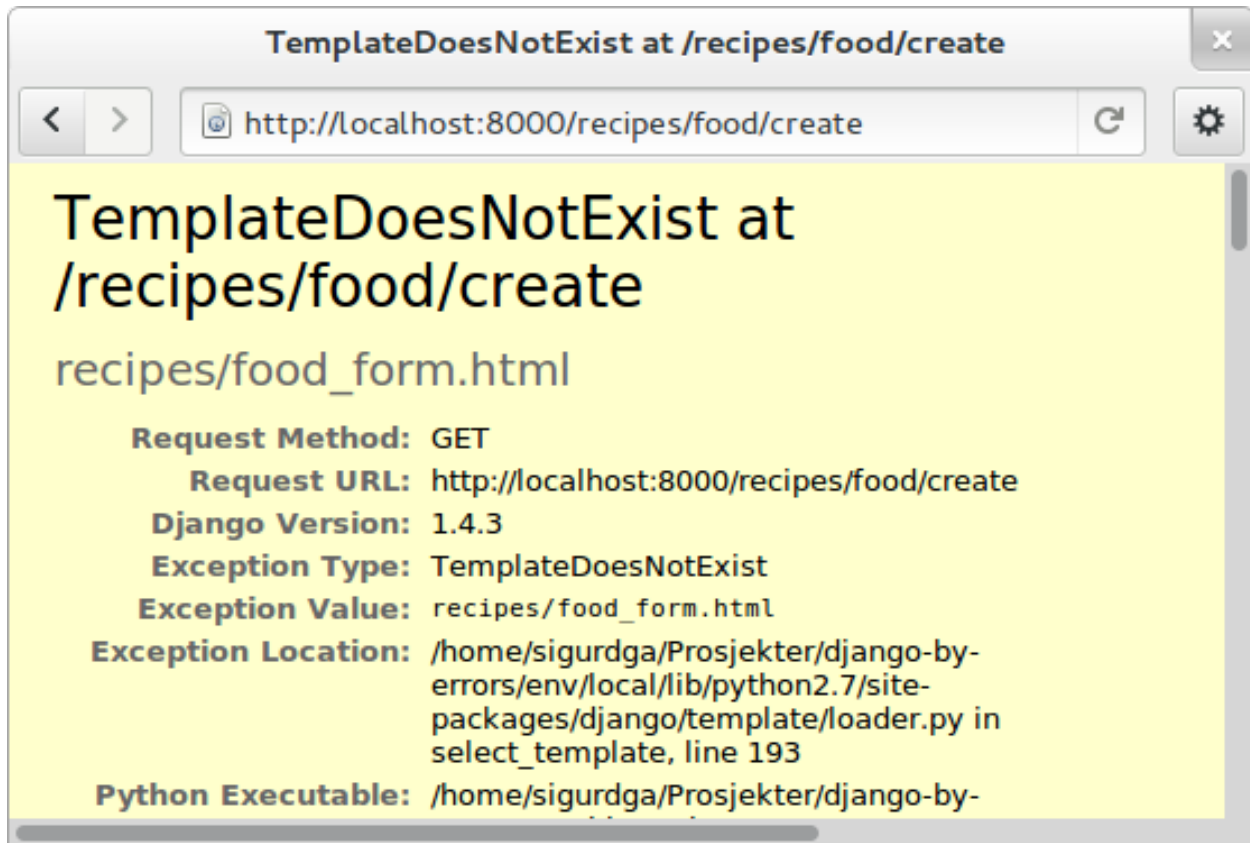 TemplateDoesNotExist at /recipes/food/create
http://localhost:8000/recipes/food/create
TemplateDoesNotExist at
/recipes/food/create
recipes/food_form.html
Request Method: GET
Request URL: http://localhost:8000/recipes/food/create
Django Version: 1.4.3
Exception Type: TemplateDoesNotExist
Exception Value: recipes/food_form.html
Exception Location: /home/sigurdga/Prosjekter/django-by-
errors/env/local/lib/python2.7/site-
packages/django/template/loader.py in
select_template, line 193
Python Executable: /home/sigurdga/Prosjekter/django-by-